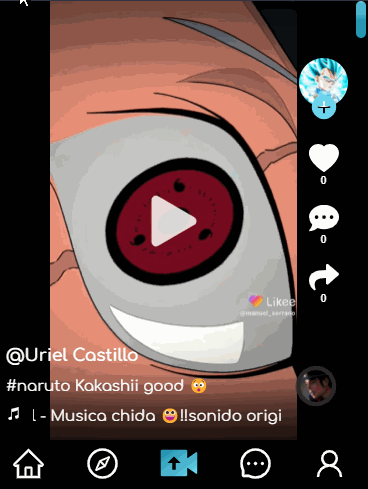 0
0
Likee
@manuel_serrano
0
@Uriel Castillo
#naruto Kakashii good 😳
l - Musica chida 😀!!sonido origi